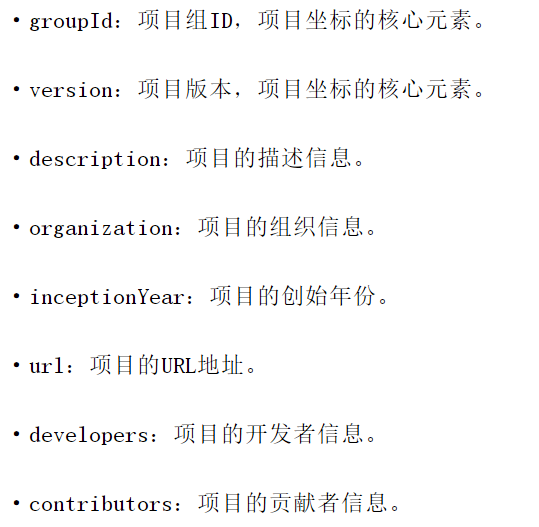 ·groupId：项目组ID，项目坐标的核心元素。
·version：项目版本，项目坐标的核心元素。
·description：项目的描述信息。
·organization：项目的组织信息。
·inceptionYear：项目的创始年份。
·url：项目的URL地址。
·developers：项目的开发者信息。
·contributors：项目的贡献者信息。